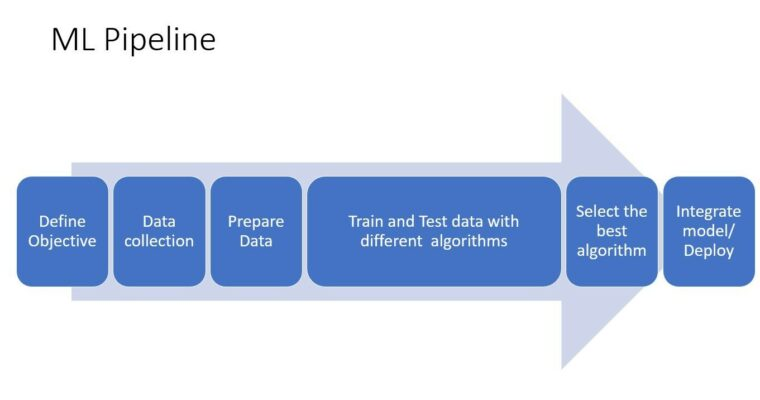 ML Pipeline
Define
Objective
Data
collection
Prepare
Data
Train and Test data with
different algorithms
Select the
best
algorithm
Integrate
model/
Deploy